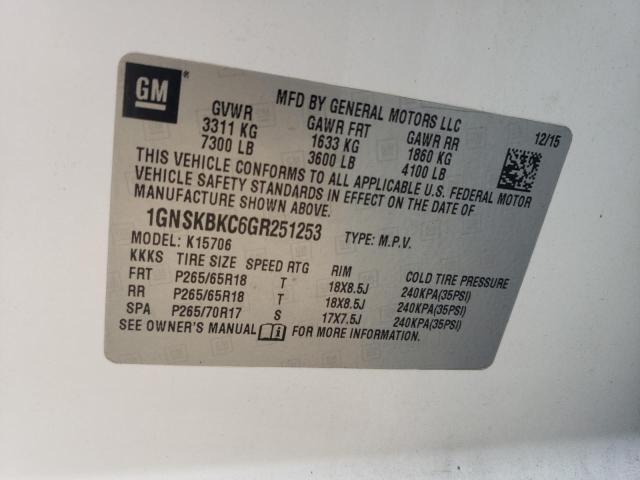 GM ®
MFD BY GENERAL MOTORS LLC
12/15
GVWR GAWR FRT GAWR RR
3311 KG 1633 KG 1860 KG
7300 LB 3600 LB 4100 LB
THIS VEHICLE CONFORMS TO ALL APPLICABLE U.S. FEDERAL MOTOR
VEHICLE SAFETY STANDARDS IN EFFECT ON THE DATE OF
MANUFACTURE SHOWN ABOVE.
1GNSKBKC6GR251253 TYPE: M.P.V.
MODEL: K15706
KKKS TIRE SIZE SPEED RTG RIM COLD TIRE PRESSURE
FRT P265/65R18 T 18X8.5J 240KPA(35PSI)
RR P265/65R18 T 18X8.5J 240KPA(35PSI)
SPA P265/70R17 S 17X7.5J 240KPA(35PSI)
SEE OWNER'S MANUAL FOR MORE INFORMATION.